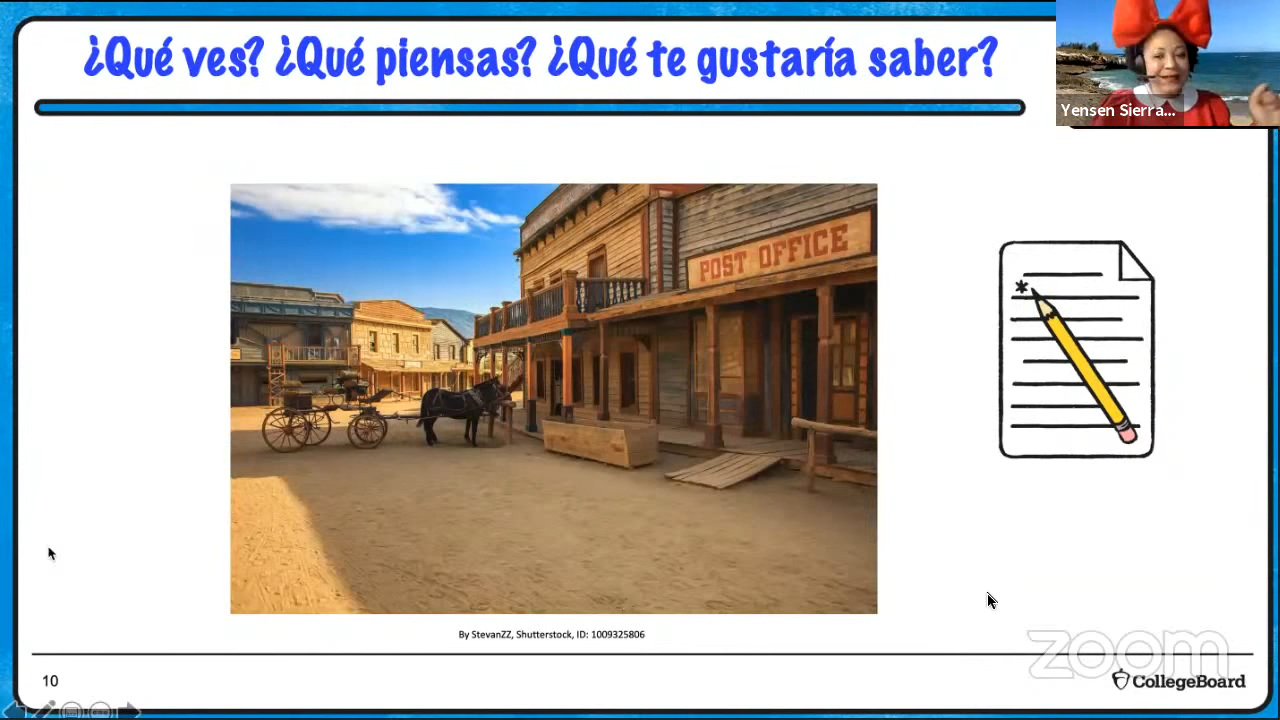 ¿Qué ves? ¿Qué piensas? ¿Qué te gustaría saber?
Yensen Sierra...
POST OFFICE
By StevanZZ, Shutterstock, ID: 1009325806
zoom
10
CollegeBoard